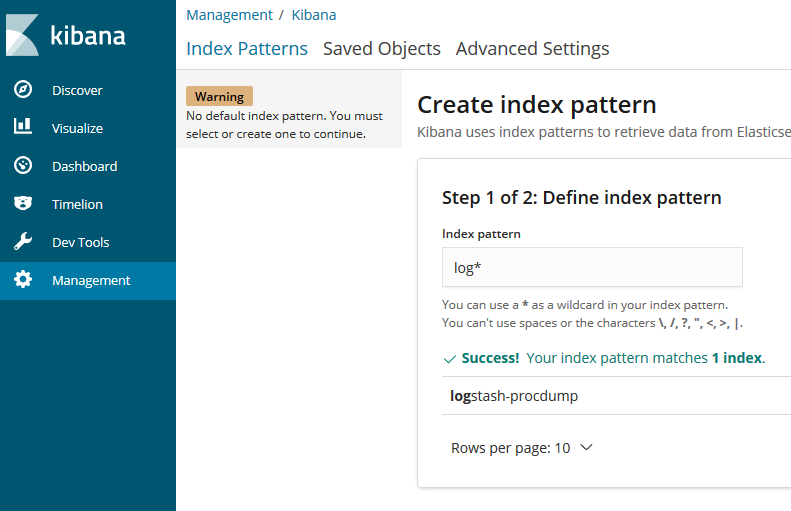 kibana
Discover
Visualize
Dashboard
Timelion
Dev Tools
Management
Management / Kibana
Index Patterns Saved Objects Advanced Settings
Warning
No default index pattern. You must
select or create one to continue.
Create index pattern
Kibana uses index patterns to retrieve data from Elasticse
Step 1 of 2: Define index pattern
Index pattern
log*
You can use a * as a wildcard in your index pattern.
You can't use spaces or the characters \, /, ?, ", <, >, |.
Success! Your index pattern matches 1 index.
logstash-procdump
Rows per page: 10